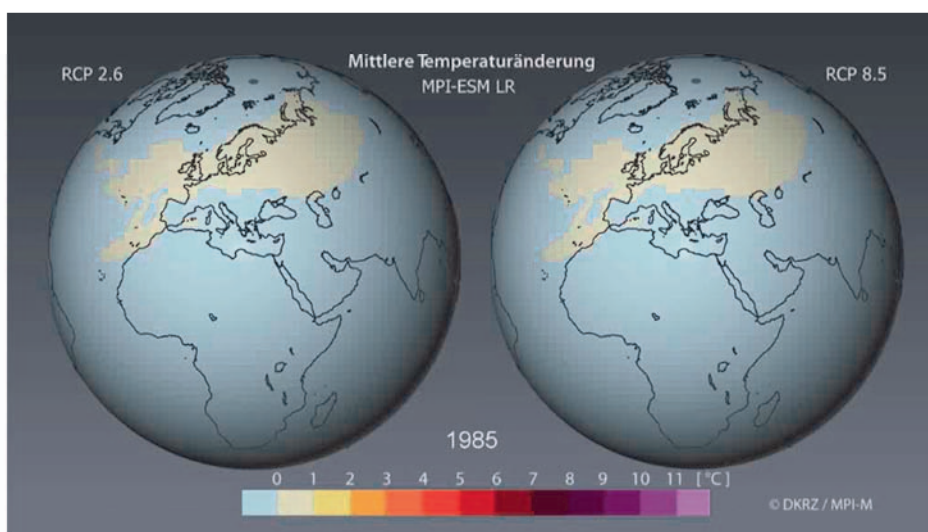 RCP 2.6
Mittlere Temperaturänderung
MPI-ESM LR
RCP 8.5
1985
0 1 2 3 4 5 6 7 8 9 10 11 [°C]
© DKRZ / MPI-M